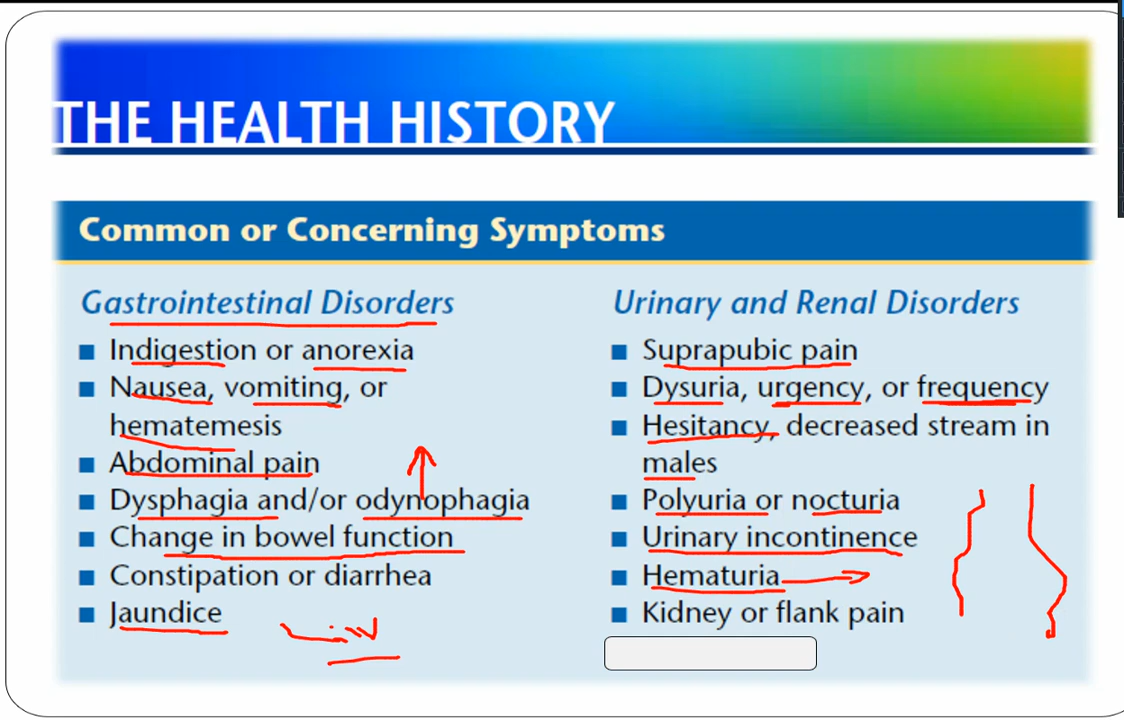 THE HEALTH HISTORY
Common or Concerning Symptoms
Gastrointestinal Disorders
■ Indigestion or anorexia
■ Nausea, vomiting, or
hematemesis
■ Abdominal pain
■ Dysphagia and/or odynophagia
■ Change in bowel function
■ Constipation or diarrhea
■ Jaundice
Urinary and Renal Disorders
■ Suprapubic pain
■ Dysuria, urgency, or frequency
■ Hesitancy, decreased stream in
males
■ Polyuria or nocturia
■ Urinary incontinence
■ Hematuria
■ Kidney or flank pain